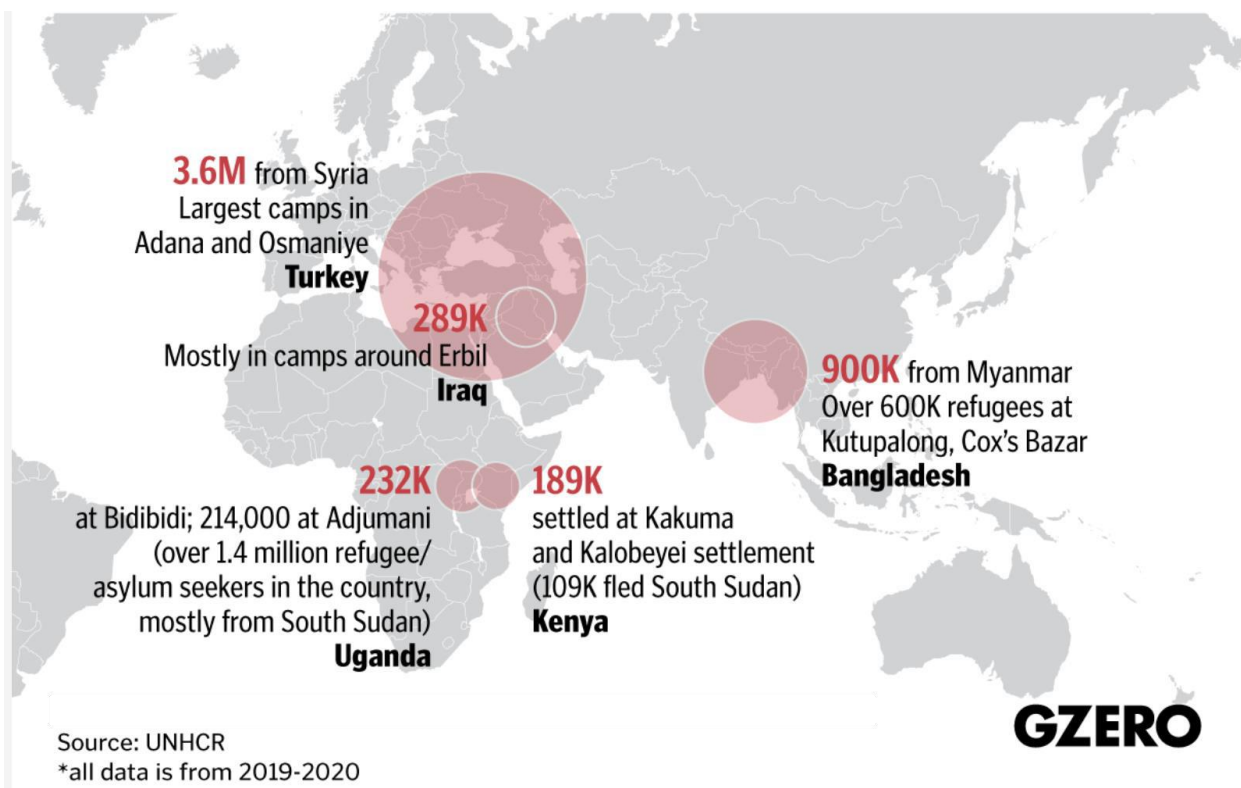 3.6M from Syria
Largest camps in
Adana and Osmaniye
Turkey
289K
Mostly in camps around Erbil
Iraq
900K from Myanmar
Over 600K refugees at
Kutupalong, Cox's Bazar
Bangladesh
232K
at Bidibidi; 214,000 at Adjumani
(over 1.4 million refugee/
asylum seekers in the country,
mostly from South Sudan)
Uganda
189K
settled at Kakuma
and Kalobeyei settlement
(109K fled South Sudan)
Kenya
GZERO
Source: UNHCR
*all data is from 2019-2020